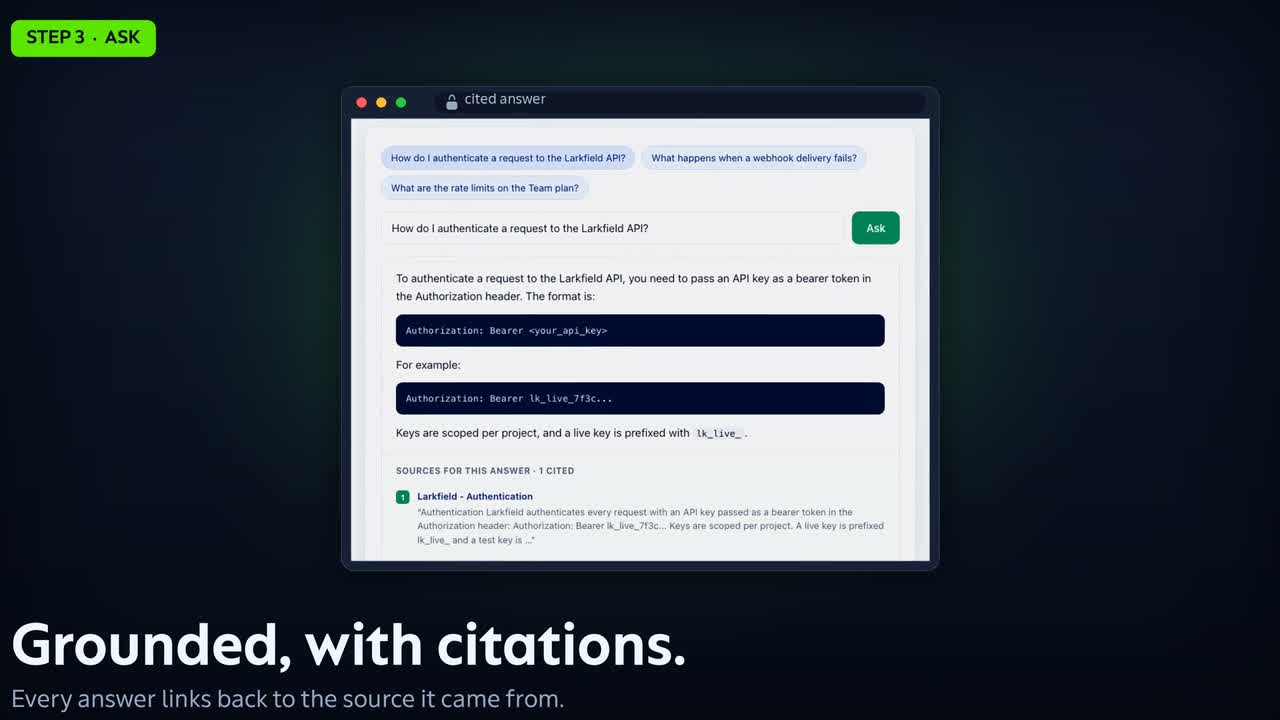 STEP 3 · ASK
cited answer
How do I authenticate a request to the Larkfield API?
What happens when a webhook delivery fails?
What are the rate limits on the Team plan?
How do I authenticate a request to the Larkfield API?
Ask
To authenticate a request to the Larkfield API, you need to pass an API key as a bearer token in
the Authorization header. The format is:
Authorization: Bearer <your_api_key>
For example:
Authorization: Bearer lk_live_7f3c...
Keys are scoped per project, and a live key is prefixed with lk_live_ .
SOURCES FOR THIS ANSWER · 1 CITED
1 Larkfield - Authentication
"Authentication Larkfield authenticates every request with an API key passed as a bearer token in the
Authorization header: Authorization: Bearer lk_live_7f3c... Keys are scoped per project. A live key is prefixed
lk_live_ and a test key is ..."
Grounded, with citations.
Every answer links back to the source it came from.